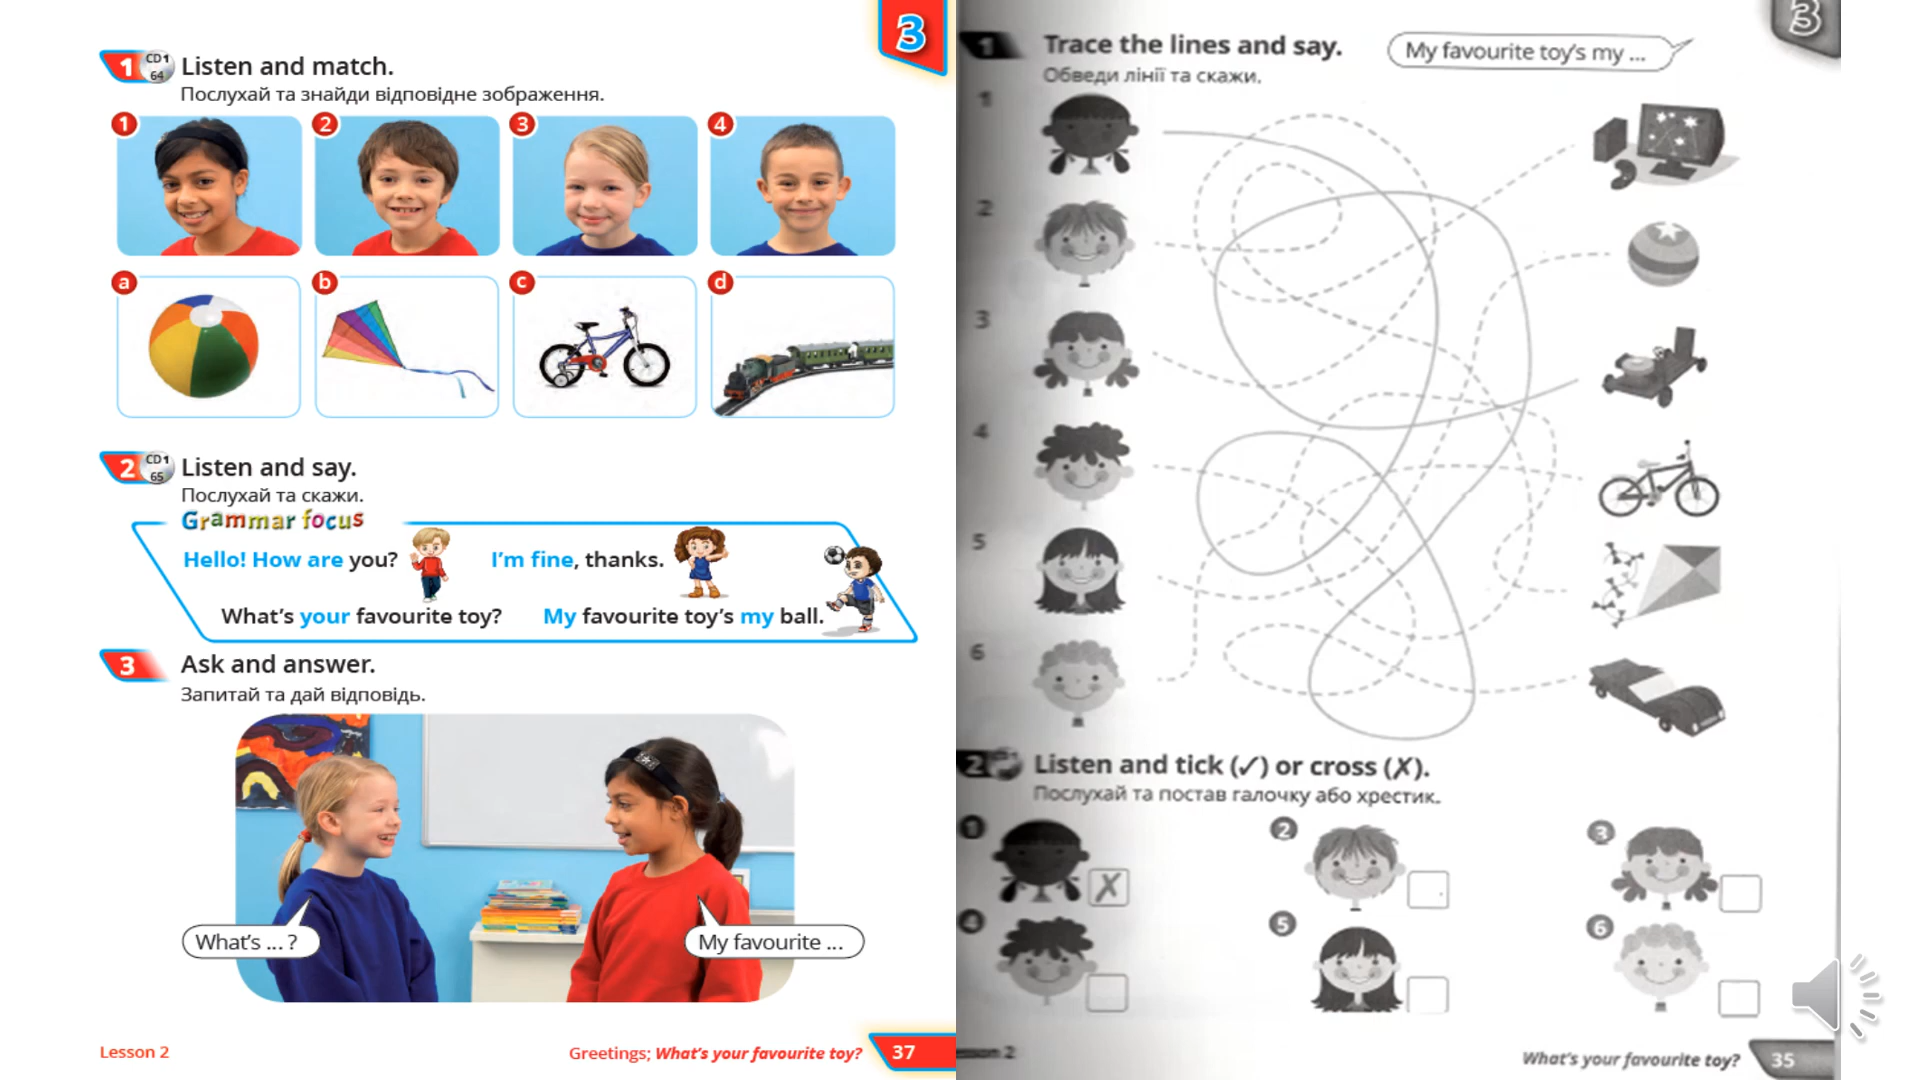 3
1 CD1 64 Listen and match.
Послухай та знайди відповідне зображення.
1 2 3 4
a b c d
2 CD1 65 Listen and say.
Послухай та скажи.
Grammar focus
Hello! How are you? I'm fine, thanks.
What's your favourite toy? My favourite toy's my ball.
3 Ask and answer.
Запитай та дай відповідь.
What's ... ? My favourite ...
Lesson 2 Greetings; What's your favourite toy? 37
3
1 Trace the lines and say. My favourite toy's my ...
Обведи лінії та скажи.
1
2
3
4
5
6
2 Listen and tick (✓) or cross (✗).
Послухай та постав галочку або хрестик.
1 ✗ 2 3
4 5 6
2 What's your favourite toy? 35